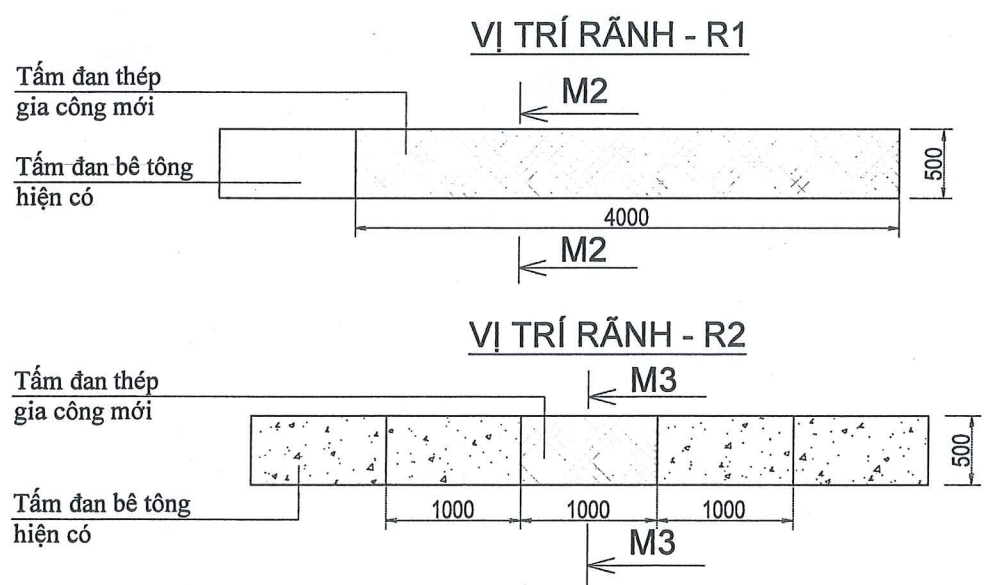 VỊ TRÍ RÃNH - R1
Tấm đan thép
gia công mới
M2
Tấm đan bê tông
hiện có
500
4000
M2
VỊ TRÍ RÃNH - R2
Tấm đan thép
gia công mới
M3
500
Tấm đan bê tông
hiện có
1000
1000
1000
M3